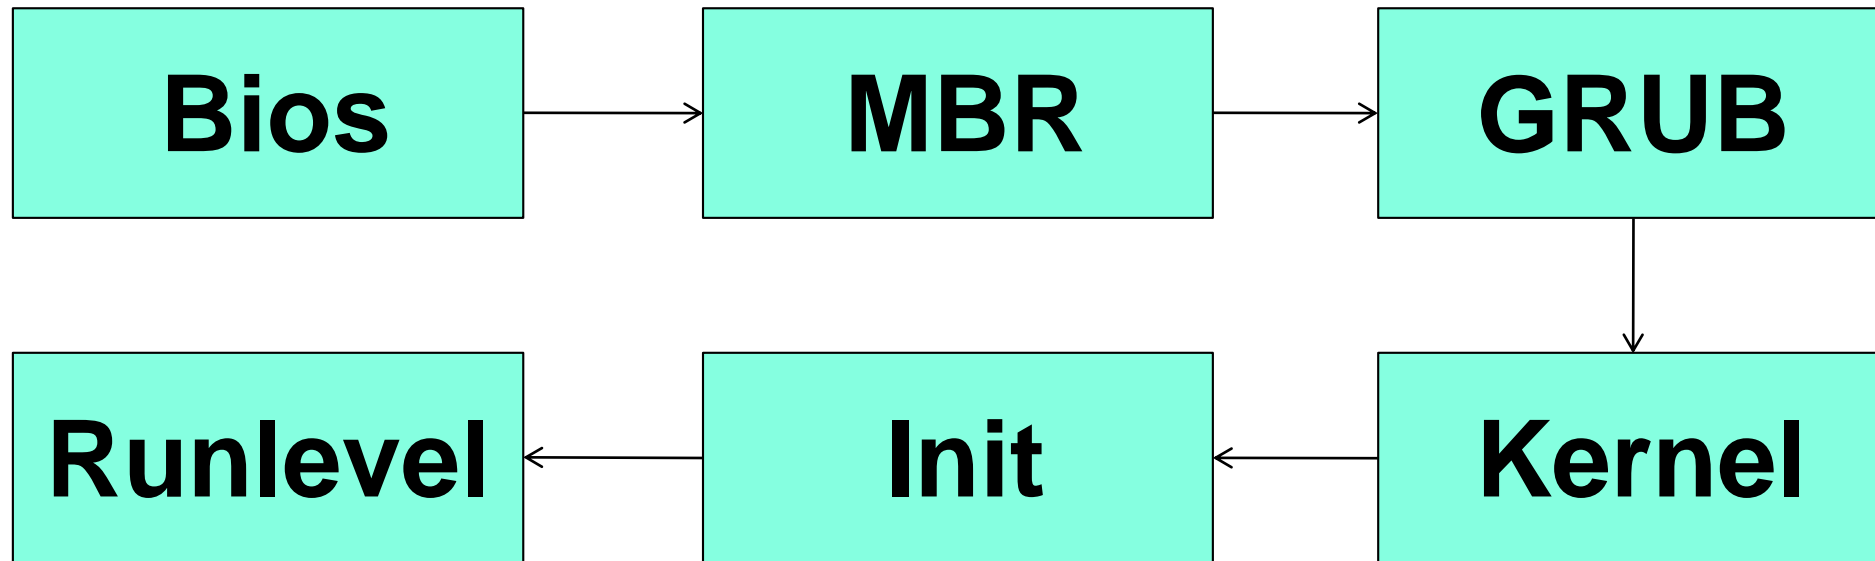 Bios
MBR
GRUB
Runlevel
Init
Kernel